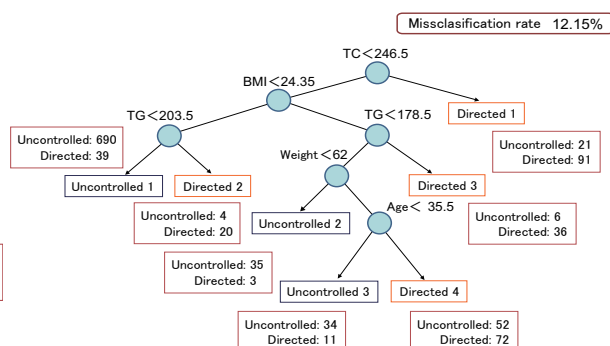 Missclasification rate 12.15%
TC<246.5
BMI<24.35
TG<203.5
TG<178.5
Directed 1
Uncontrolled: 690
Directed: 39
Uncontrolled: 21
Directed: 91
Weight<62
Uncontrolled 1
Directed 2
Directed 3
Age< 35.5
Uncontrolled: 4
Directed: 20
Uncontrolled 2
Uncontrolled: 6
Directed: 36
Uncontrolled: 35
Directed: 3
Uncontrolled 3
Directed 4
Uncontrolled: 34
Directed: 11
Uncontrolled: 52
Directed: 72